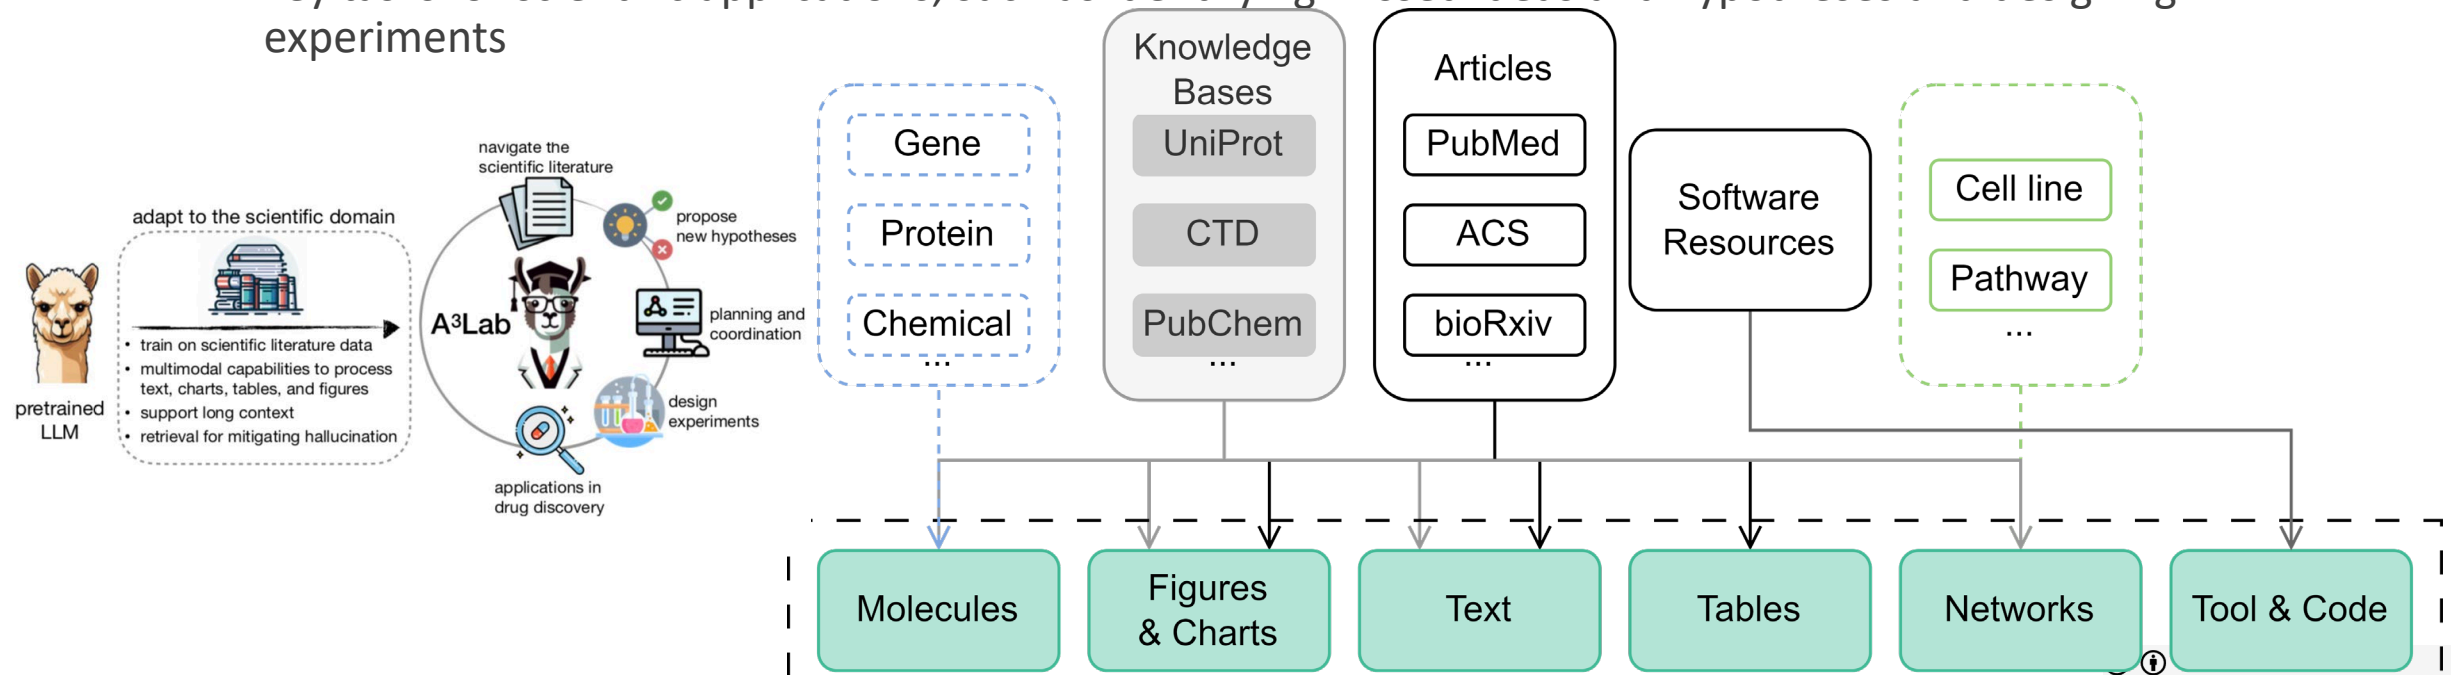 experiments
navigate the
scientific literature
adapt to the scientific domain
propose
new hypotheses
A³Lab
planning and
coordination
• train on scientific literature data
• multimodal capabilities to process
text, charts, tables, and figures
• support long context
• retrieval for mitigating hallucination
pretrained
LLM
design
experiments
applications in
drug discovery
Gene
Protein
Chemical
...
Knowledge
Bases
UniProt
CTD
PubChem
...
Articles
PubMed
ACS
bioRxiv
...
Software
Resources
Cell line
Pathway
...
Molecules
Figures
& Charts
Text
Tables
Networks
Tool & Code